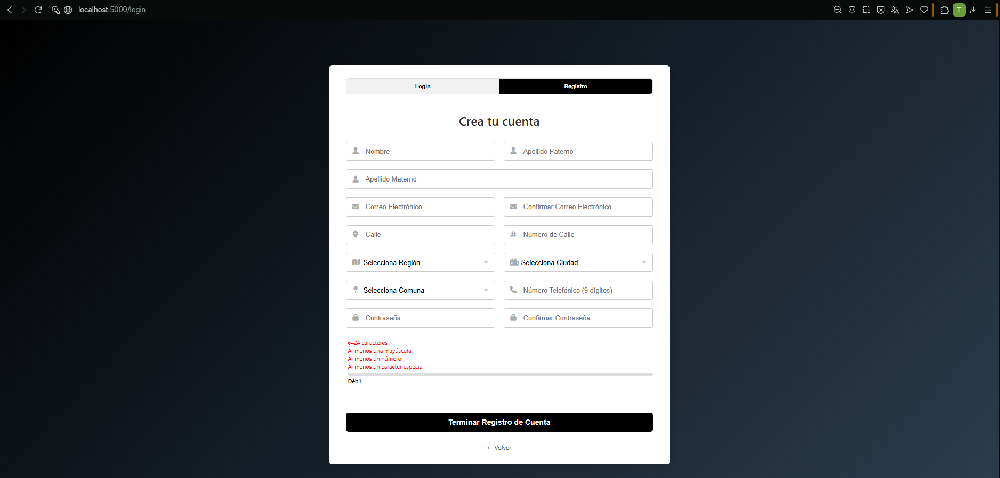 localhost:5000/login
T
Login Registro
Crea tu cuenta
Nombre Apellido Paterno
Apellido Materno
Correo Electrónico Confirmar Correo Electrónico
Calle # Número de Calle
Selecciona Región Selecciona Ciudad
Selecciona Comuna Número Telefónico (9 dígitos)
Contraseña Confirmar Contraseña
6–24 caracteres
Al menos una mayúscula
Al menos un número
Al menos un carácter especial
Débil
Terminar Registro de Cuenta
← Volver